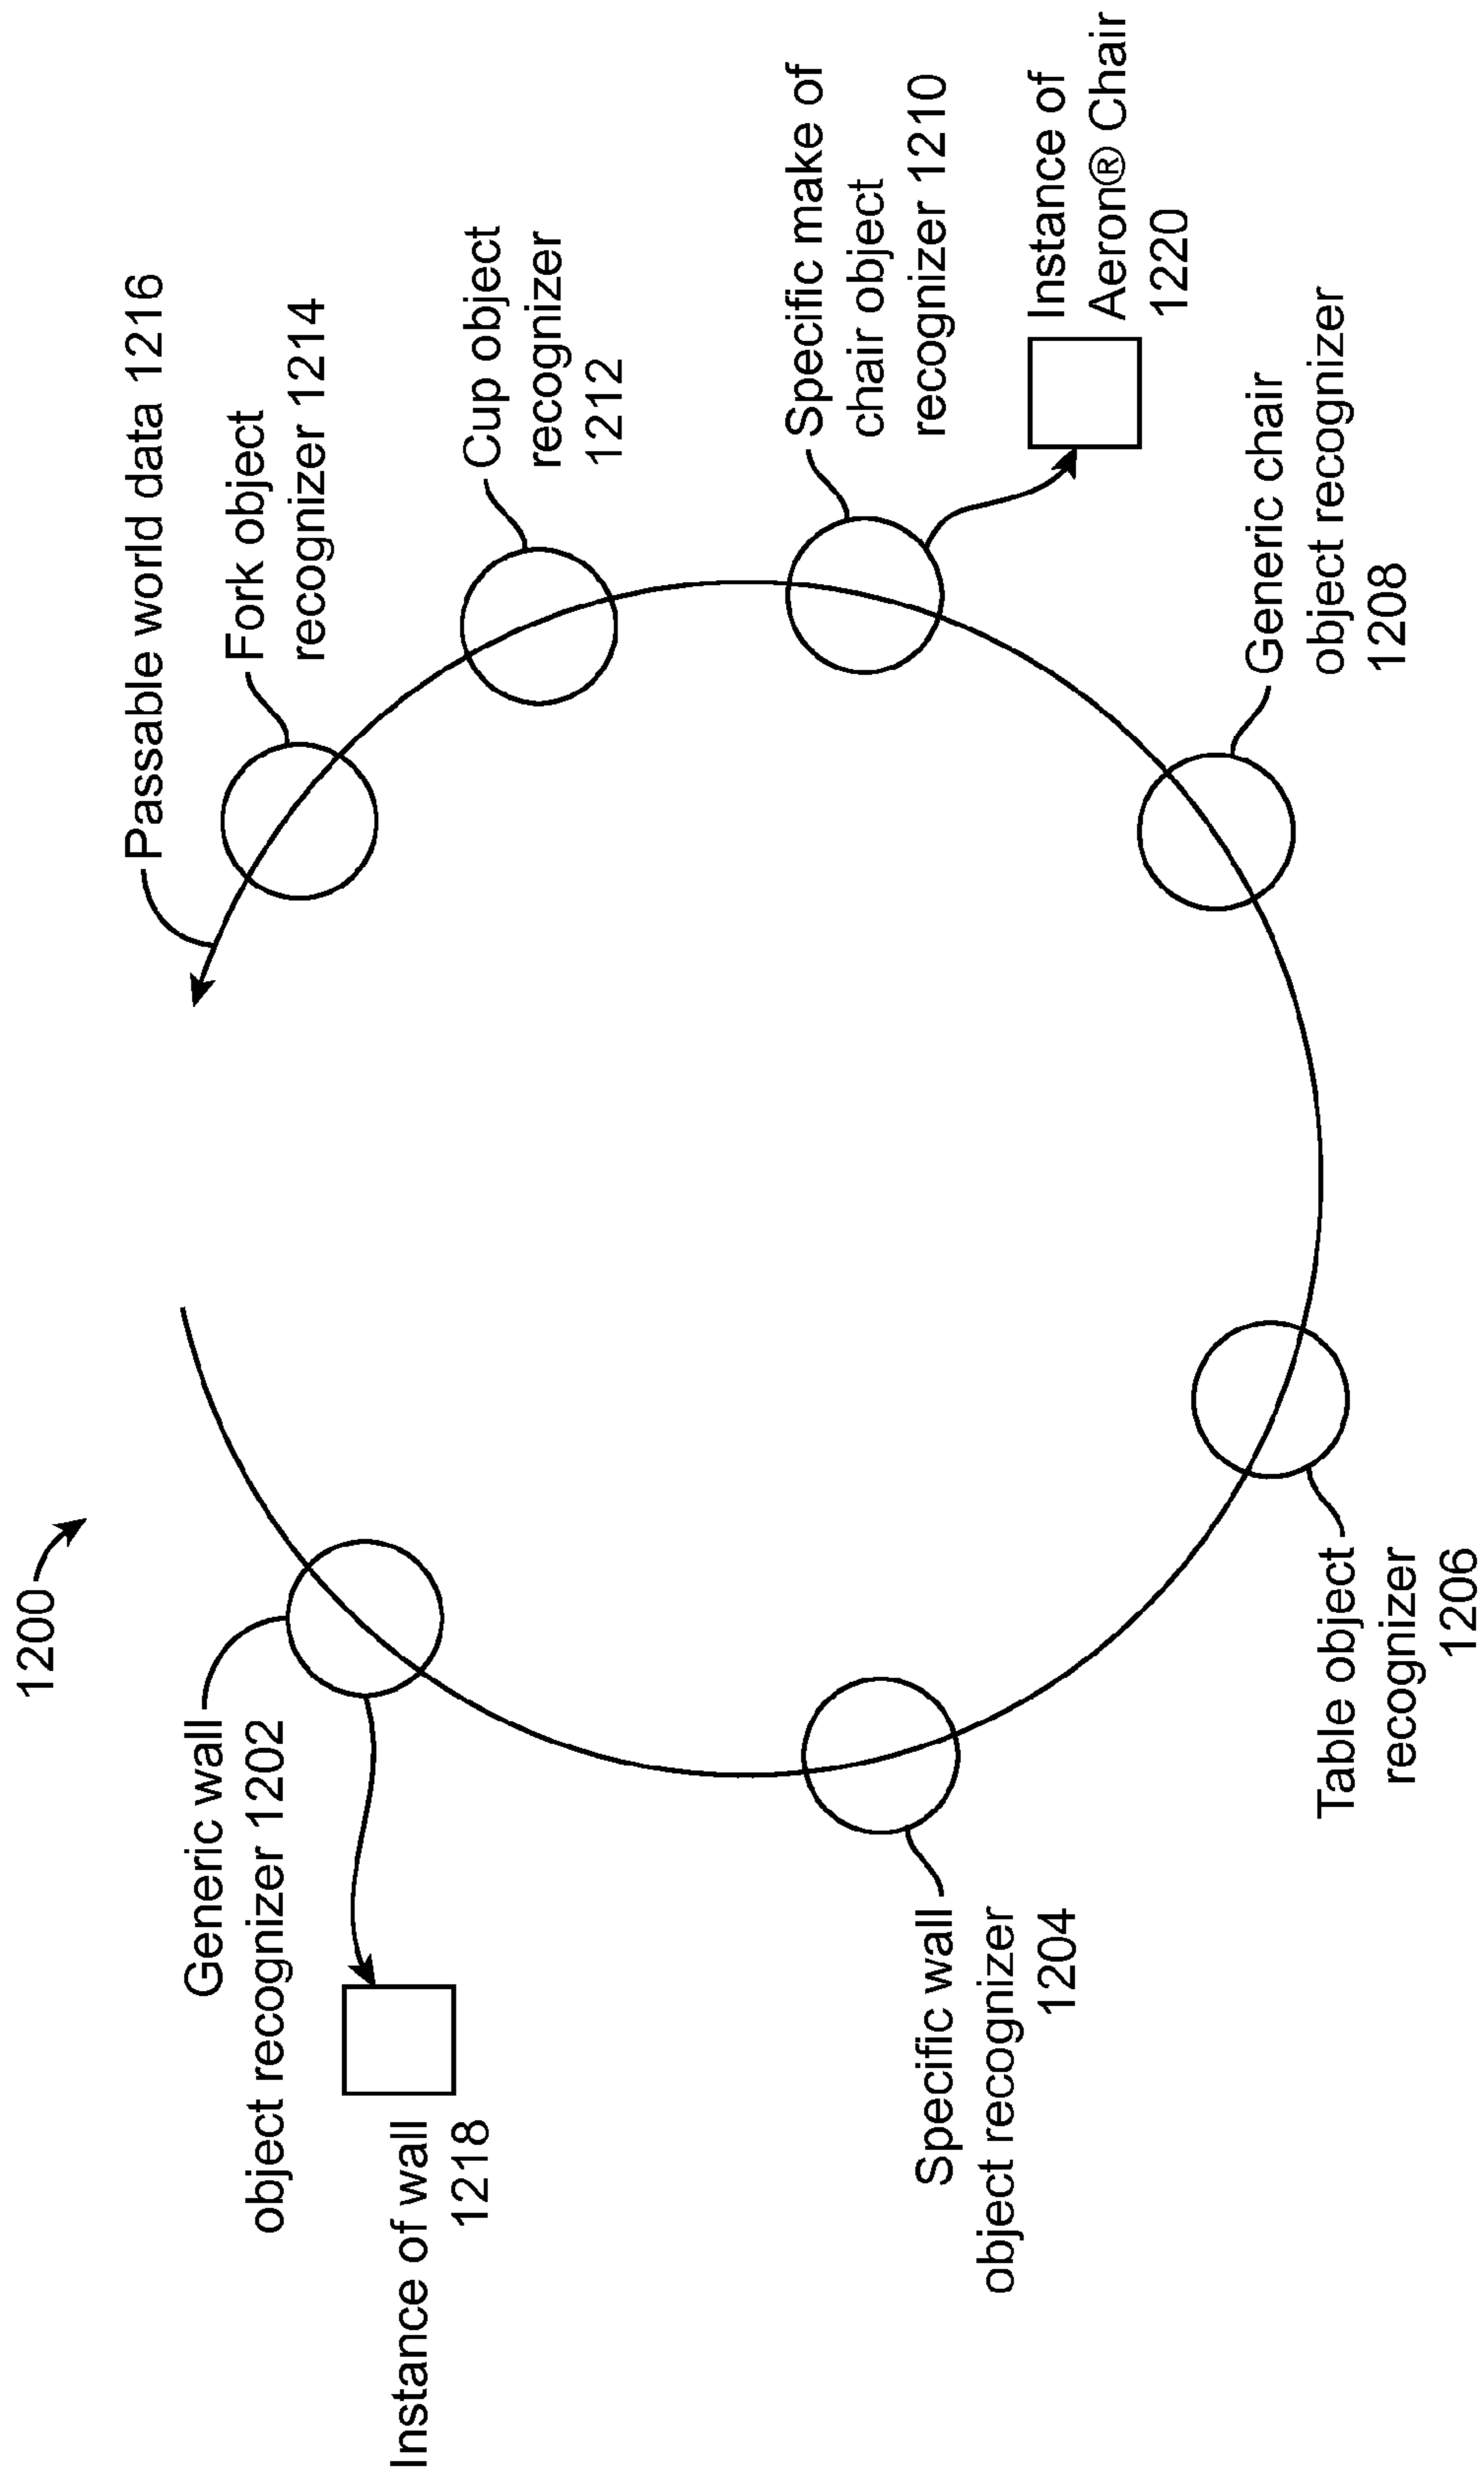 1200
Passable world data 1216
Generic wall
object recognizer 1202
Fork object
recognizer 1214
Instance of wall
1218
Cup object
recognizer
1212
Specific wall
object recognizer
1204
Specific make of
chair object
recognizer 1210
Instance of
Aeron® Chair
1220
Table object
recognizer
1206
Generic chair
object recognizer
1208